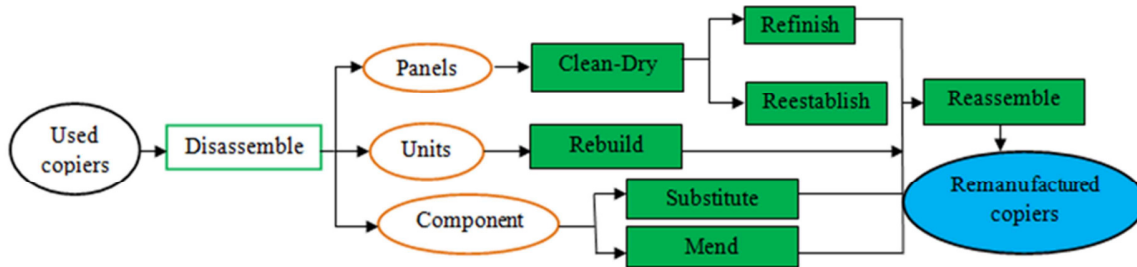 Used
copiers
Disassemble
Panels
Clean-Dry
Refinish
Reestablish
Units
Rebuild
Component
Substitute
Mend
Reassemble
Remanufactured
copiers